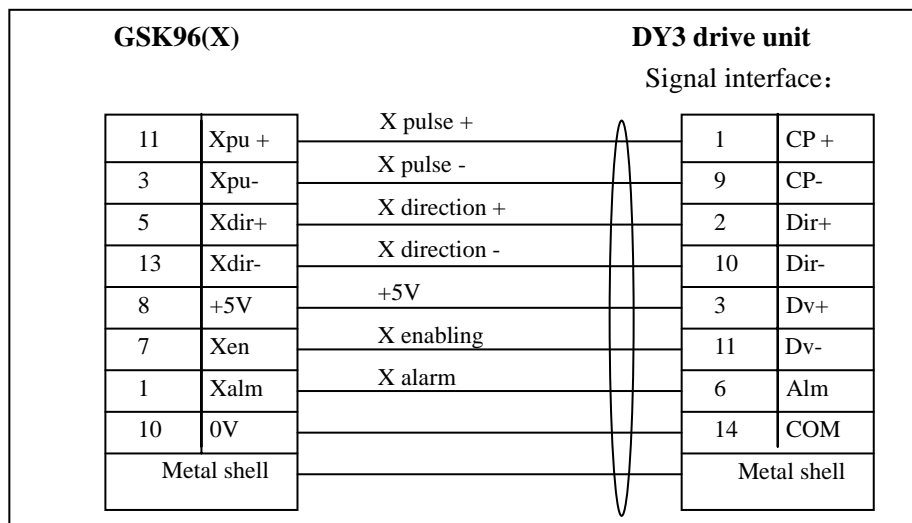 GSK96(X) DY3 drive unit
Signal interface：
11 Xpu + X pulse + 1 CP +
3 Xpu- X pulse - 9 CP-
5 Xdir+ X direction + 2 Dir+
13 Xdir- X direction - 10 Dir-
8 +5V +5V 3 Dv+
7 Xen X enabling 11 Dv-
1 Xalm X alarm 6 Alm
10 0V 14 COM
Metal shell Metal shell